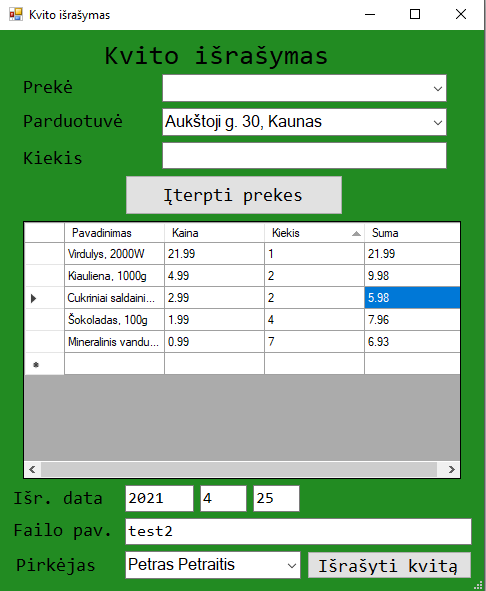 Kvito išrašymas
Kvito išrašymas
Prekė
Parduotuvė Aukštoji g. 30, Kaunas
Kiekis
Įterpti prekes
Pavadinimas Kaina Kiekis Suma
Virdulys, 2000W 21.99 1 21.99
Kiauliena, 1000g 4.99 2 9.98
Cukriniai saldaini... 2.99 2 5.98
Šokoladas, 100g 1.99 4 7.96
Mineralinis vandu... 0.99 7 6.93
Išr. data 2021 4 25
Failo pav. test2
Pirkėjas Petras Petraitis Išrašyti kvitą